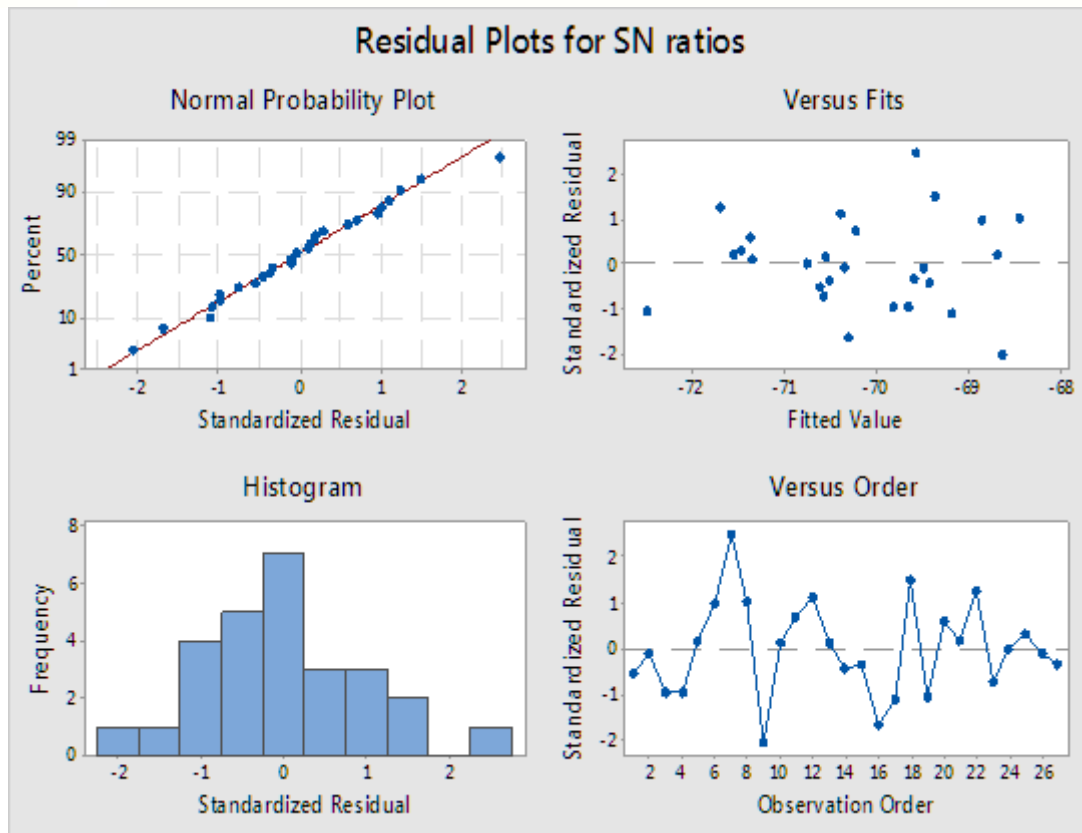 Residual Plots for SN ratios
Normal Probability Plot
99
90
50
10
1
Percent
-2 -1 0 1 2
Standardized Residual
Versus Fits
2
1
0
-1
-2
Standardized Residual
-72 -71 -70 -69 -68
Fitted Value
Histogram
8
6
4
2
0
Frequency
-2 -1 0 1 2
Standardized Residual
Versus Order
2
1
0
-1
-2
Standardized Residual
2 4 6 8 10 12 14 16 18 20 22 24 26
Observation Order